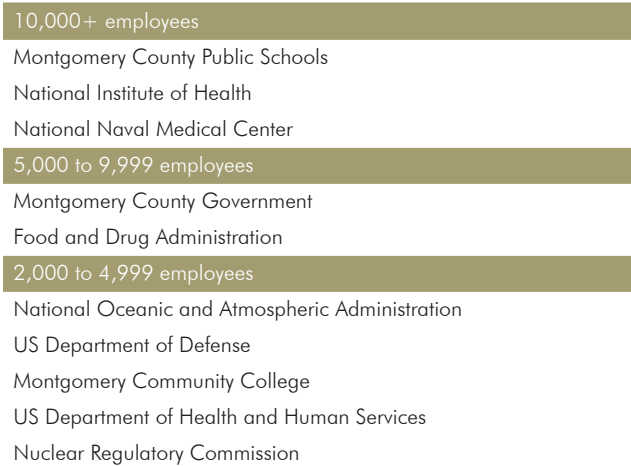 10,000+ employees
Montgomery County Public Schools
National Institute of Health
National Naval Medical Center
5,000 to 9,999 employees
Montgomery County Government
Food and Drug Administration
2,000 to 4,999 employees
National Oceanic and Atmospheric Administration
US Department of Defense
Montgomery Community College
US Department of Health and Human Services
Nuclear Regulatory Commission